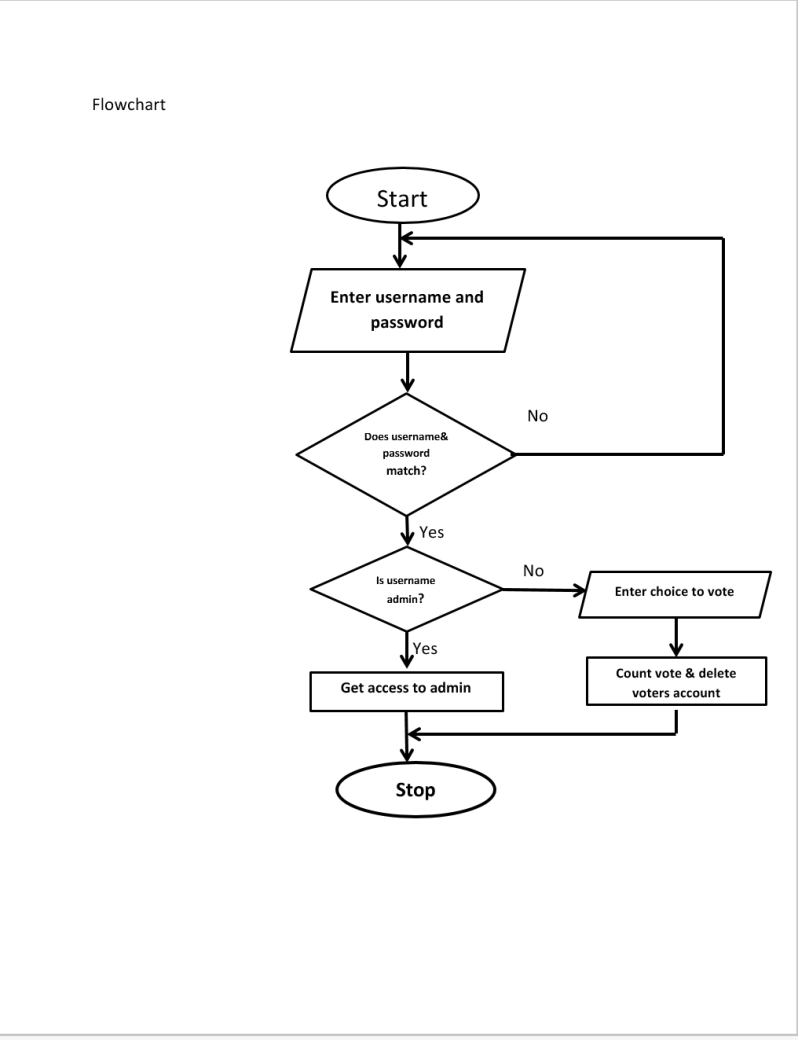 Flowchart
Start
Enter username and
password
Does username&
password
match?
No
Yes
Is username
admin?
No
Enter choice to vote
Yes
Get access to admin
Count vote & delete
voters account
Stop